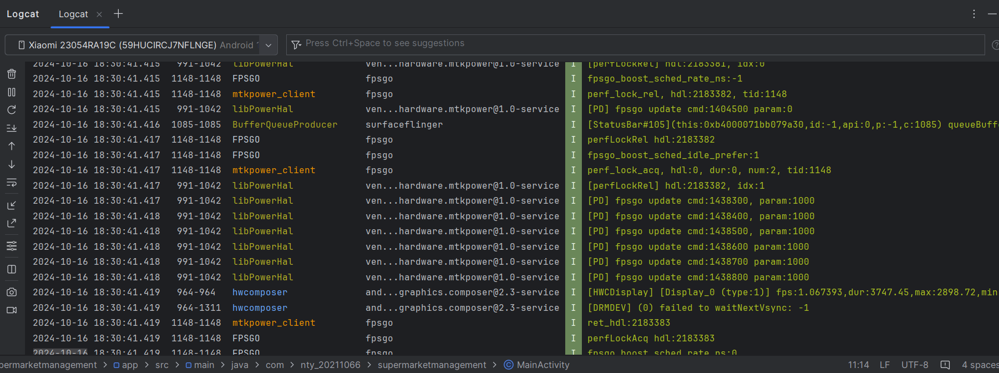 Logcat Logcat
Xiaomi 23054RA19C (59HUCIRCJ7NFLNGE) Android Press Ctrl+Space to see suggestions
2024-10-16 18:30:41.415 991-1042 libPowerHal ven...hardware.mtkpower@1.0-service I [perfLockRel] hdl:2183381, idx:0
2024-10-16 18:30:41.415 1148-1148 FPSGO fpsgo I fpsgo_boost_sched_rate_ns:-1
2024-10-16 18:30:41.415 1148-1148 mtkpower_client fpsgo I perf_lock_rel, hdl:2183382, tid:1148
2024-10-16 18:30:41.415 991-1042 libPowerHal ven...hardware.mtkpower@1.0-service I [PD] fpsgo update cmd:1404500 param:0
2024-10-16 18:30:41.416 1085-1085 BufferQueueProducer surfaceflinger I [StatusBar#105](this:0xb4000071bb079a30,id:-1,api:0,p:-1,c:1085) queueBuff
2024-10-16 18:30:41.417 1148-1148 FPSGO fpsgo I perfLockRel hdl:2183382
2024-10-16 18:30:41.417 1148-1148 FPSGO fpsgo I fpsgo_boost_sched_idle_prefer:1
2024-10-16 18:30:41.417 1148-1148 mtkpower_client fpsgo I perf_lock_acq, hdl:0, dur:0, num:2, tid:1148
2024-10-16 18:30:41.417 991-1042 libPowerHal ven...hardware.mtkpower@1.0-service I [perfLockRel] hdl:2183382, idx:1
2024-10-16 18:30:41.417 991-1042 libPowerHal ven...hardware.mtkpower@1.0-service I [PD] fpsgo update cmd:1438300, param:1000
2024-10-16 18:30:41.418 991-1042 libPowerHal ven...hardware.mtkpower@1.0-service I [PD] fpsgo update cmd:1438400, param:1000
2024-10-16 18:30:41.418 991-1042 libPowerHal ven...hardware.mtkpower@1.0-service I [PD] fpsgo update cmd:1438500, param:1000
2024-10-16 18:30:41.418 991-1042 libPowerHal ven...hardware.mtkpower@1.0-service I [PD] fpsgo update cmd:1438600 param:1000
2024-10-16 18:30:41.418 991-1042 libPowerHal ven...hardware.mtkpower@1.0-service I [PD] fpsgo update cmd:1438700 param:1000
2024-10-16 18:30:41.418 991-1042 libPowerHal ven...hardware.mtkpower@1.0-service I [PD] fpsgo update cmd:1438800 param:1000
2024-10-16 18:30:41.419 964-964 hwcomposer and...graphics.composer@2.3-service I [HWCDisplay] [Display_0 (type:1)] fps:1.067393,dur:3747.45,max:2898.72,min
2024-10-16 18:30:41.419 964-1311 hwcomposer and...graphics.composer@2.3-service I [DRMDEV] (0) failed to waitNextVsync: -1
2024-10-16 18:30:41.419 1148-1148 mtkpower_client fpsgo I ret_hdl:2183383
2024-10-16 18:30:41.419 1148-1148 FPSGO fpsgo I perfLockAcq hdl:2183383
2024-10-16 18:30:41.419 1148-1148 FPSGO fpsgo I fpsgo_boost_sched_rate_ns:0
permarketmanagement > app > src > main > java > com > nty_20211066 > supermarketmanagement > MainActivity 11:14 LF UTF-8 4 spaces